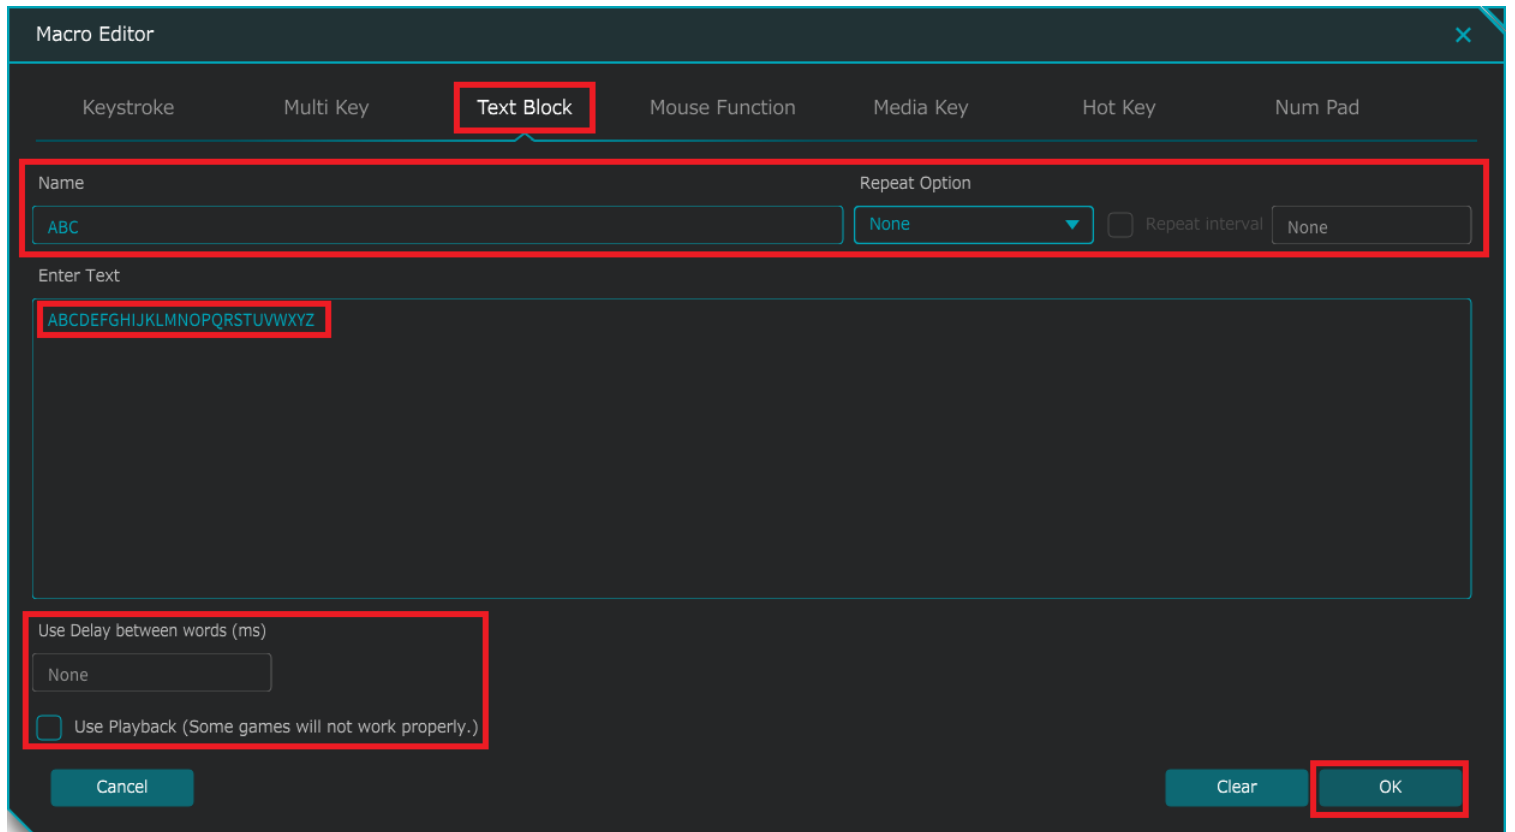 Macro Editor
Keystroke Multi Key Text Block Mouse Function Media Key Hot Key Num Pad
Name Repeat Option
ABC None Repeat interval None
Enter Text
ABCDEFGHIJKLMNOPQRSTUVWXYZ
Use Delay between words (ms)
None
Use Playback (Some games will not work properly.)
Cancel Clear OK